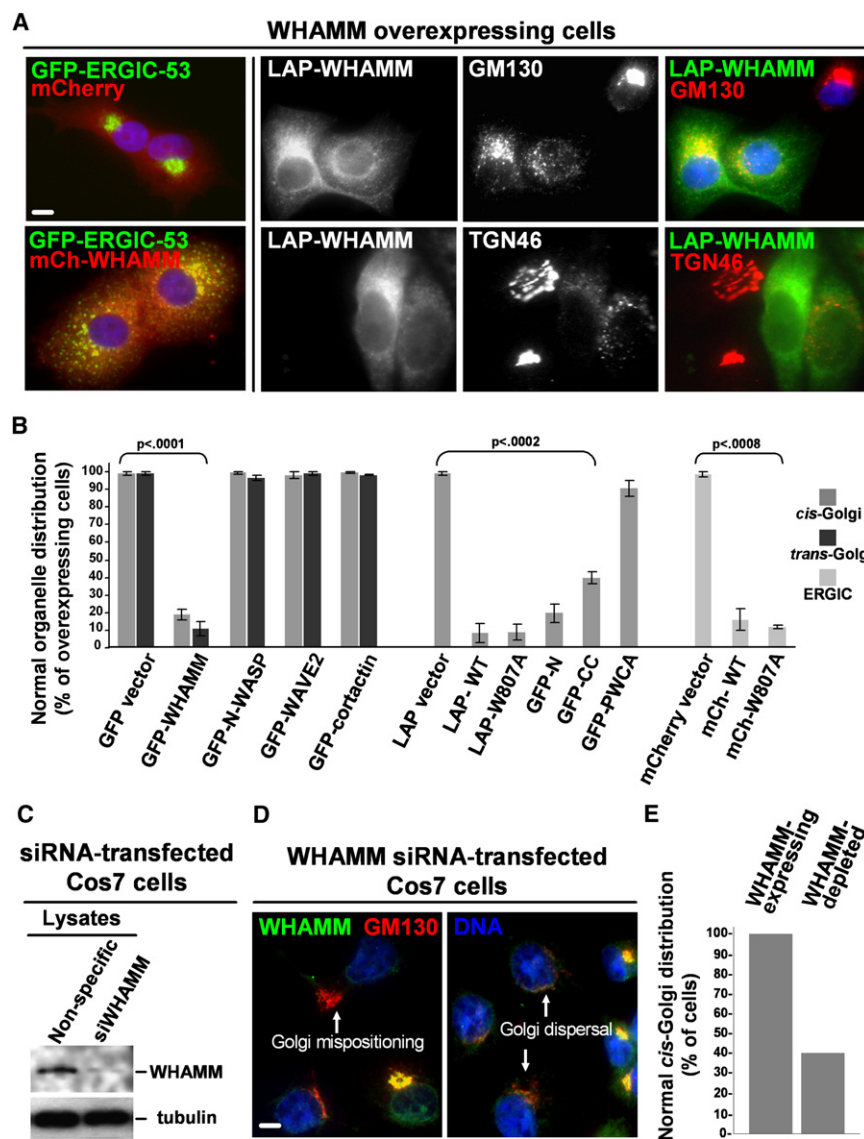 A
WHAMM overexpressing cells
GFP-ERGIC-53
mCherry
LAP-WHAMM
GM130
LAP-WHAMM
GM130
GFP-ERGIC-53
mCh-WHAMM
LAP-WHAMM
TGN46
LAP-WHAMM
TGN46
B
Normal organelle distribution
(% of overexpressing cells)
100
90
80
70
60
50
40
30
20
10
0
p<.0001
p<.0002
p<.0008
cis-Golgi
trans-Golg
ERGIC
GFP vector
GFP-WHAMM
GFP-N-WASP
GFP-WAVE2
GFP-cortactin
LAP vector
LAP- WT
LAP-W807A
GFP-N
GFP-CC
GFP-PWCA
mCherry vector
mCh- WT
mCh-W807A
C
siRNA-transfected
Cos7 cells
Lysates
Non-specific
siWHAMM
WHAMM
tubulin
D
WHAMM siRNA-transfected
Cos7 cells
WHAMM GM130
DNA
Golgi mispositioning
Golgi dispersal
E
WHAMM-
expressing
WHAMM-
depleted
Normal cis-Golgi distribution
(% of cells)
100
90
80
70
60
50
40
30
20
10
0